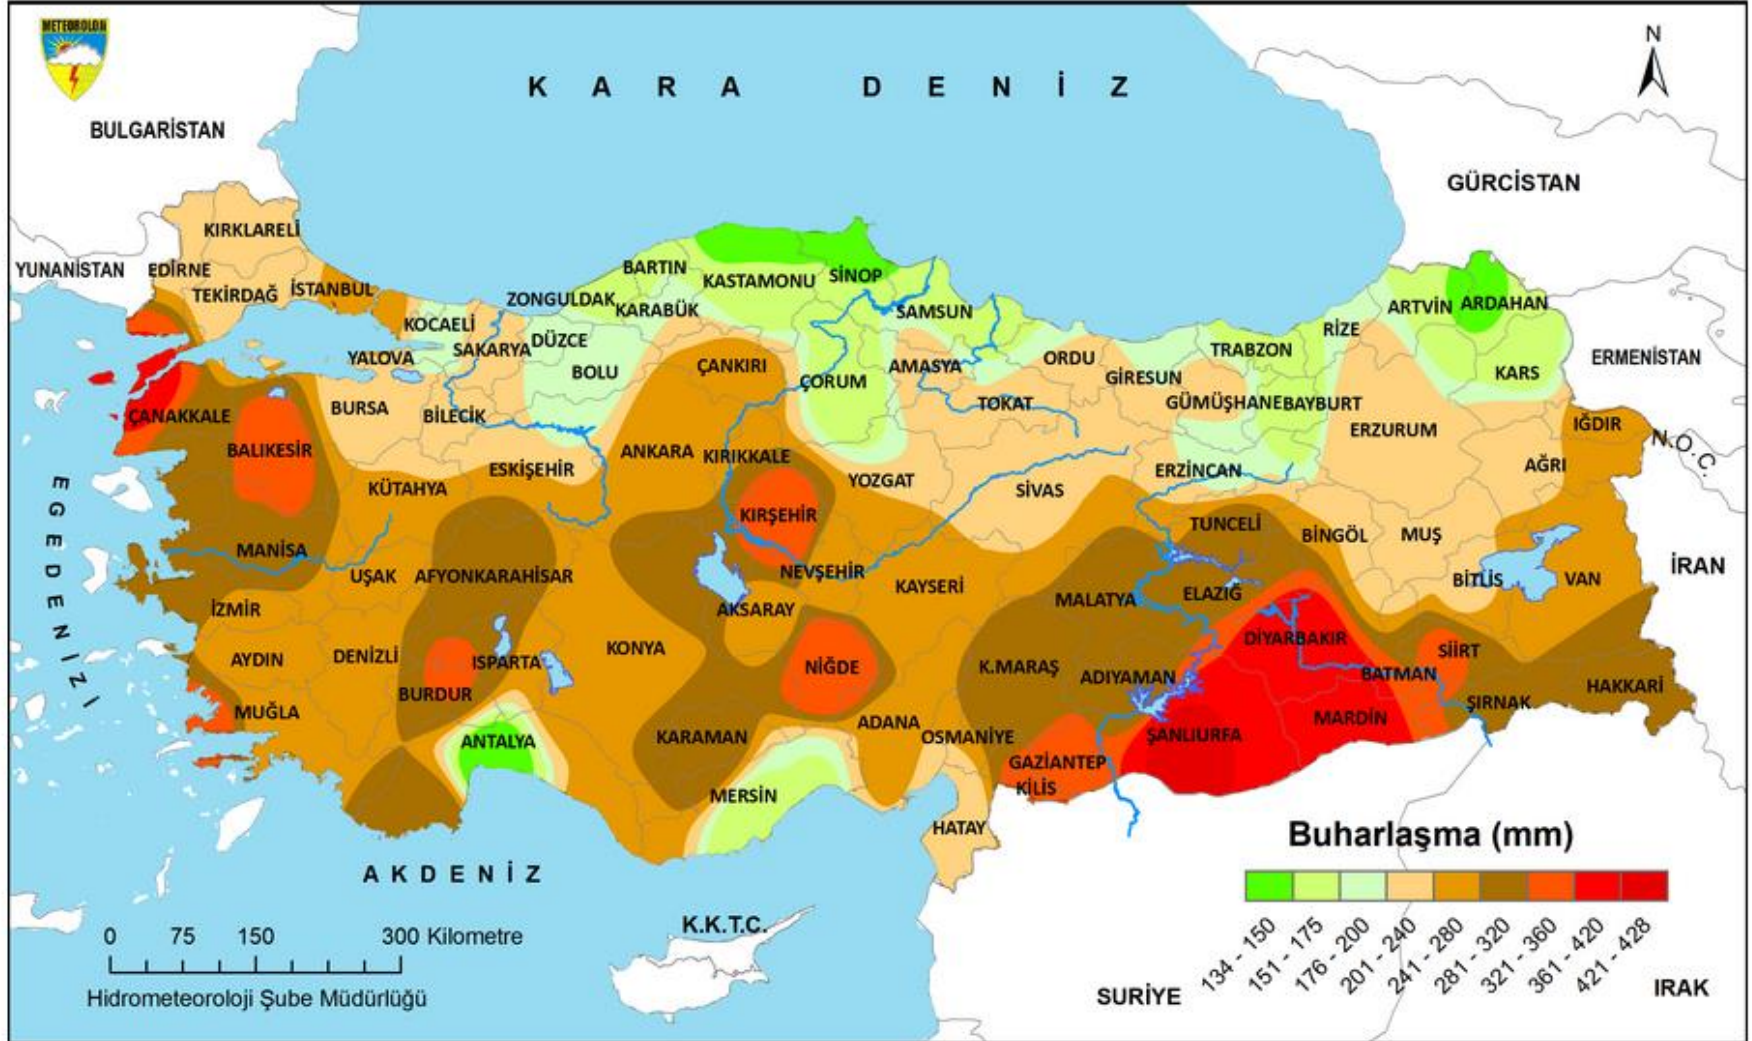 METEOROLOJİ
N
KARA DENİZ
BULGARİSTAN
GÜRCİSTAN
KIRKLARELİ
YUNANİSTAN
EDİRNE
TEKİRDAĞ
İSTANBUL
BARTIN
KASTAMONU
SİNOP
ZONGULDAK
KARABÜK
SAMSUN
ARTVİN
ARDAHAN
KOCAELİ
SAKARYA
DÜZCE
RİZE
YALOVA
BOLU
ÇANKIRI
ÇORUM
AMASYA
ORDU
GİRESUN
TRABZON
KARS
ERMENİSTAN
ÇANAKKALE
BURSA
BİLECİK
TOKAT
GÜMÜŞHANE
BAYBURT
ERZURUM
IĞDIR
N.Ö.C.
BALIKESİR
ANKARA
KIRIKKALE
ESKİŞEHİR
KÜTAHYA
YOZGAT
SİVAS
ERZİNCAN
AĞRI
KIRŞEHİR
TUNCELİ
BİNGÖL
MUŞ
EGE DENİZİ
MANİSA
UŞAK
AFYONKARAHİSAR
NEVŞEHİR
KAYSERİ
MALATYA
ELAZIĞ
BİTLİS
VAN
İRAN
İZMİR
AKSARAY
AYDIN
DENİZLİ
ISPARTA
KONYA
NİĞDE
K.MARAŞ
ADIYAMAN
DİYARBAKIR
BATMAN
SİİRT
BURDUR
MUĞLA
ANTALYA
KARAMAN
ADANA
OSMANİYE
GAZİANTEP
ŞANLIURFA
MARDİN
ŞIRNAK
HAKKARİ
KİLİS
MERSİN
HATAY
AKDENİZ
K.K.T.C.
SURİYE
IRAK
Buharlaşma (mm)
134 - 150
151 - 175
176 - 200
201 - 240
241 - 280
281 - 320
321 - 360
361 - 420
421 - 428
0 75 150 300 Kilometre
Hidrometeoroloji Şube Müdürlüğü